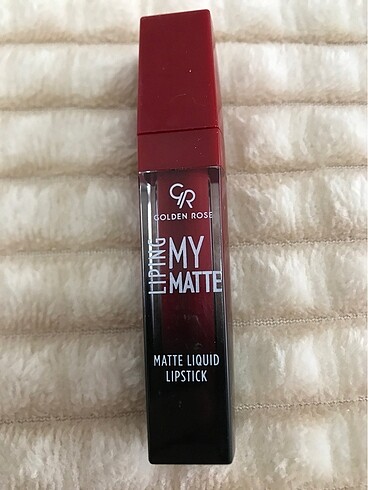 GR
GOLDEN ROSE
LIPING
MY
MATTE
MATTE LIQUID
LIPSTICK